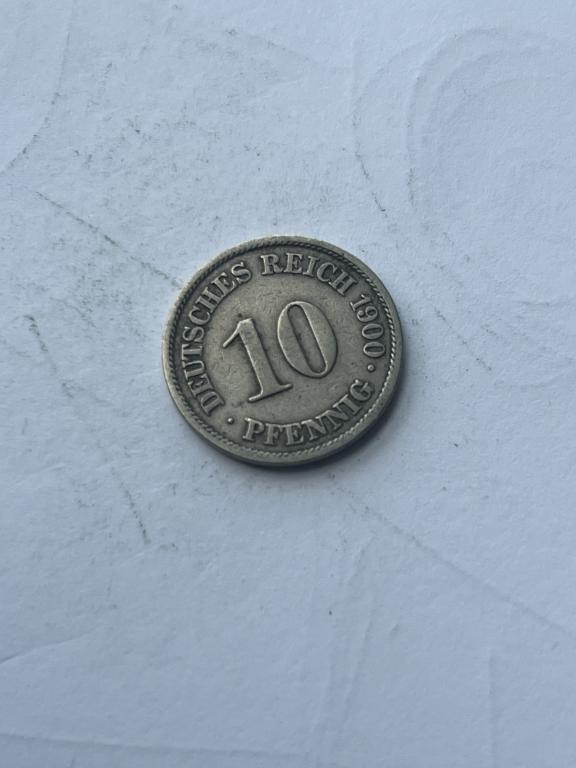 DEUTSCHES REICH 1900
10
· PFENNIG ·